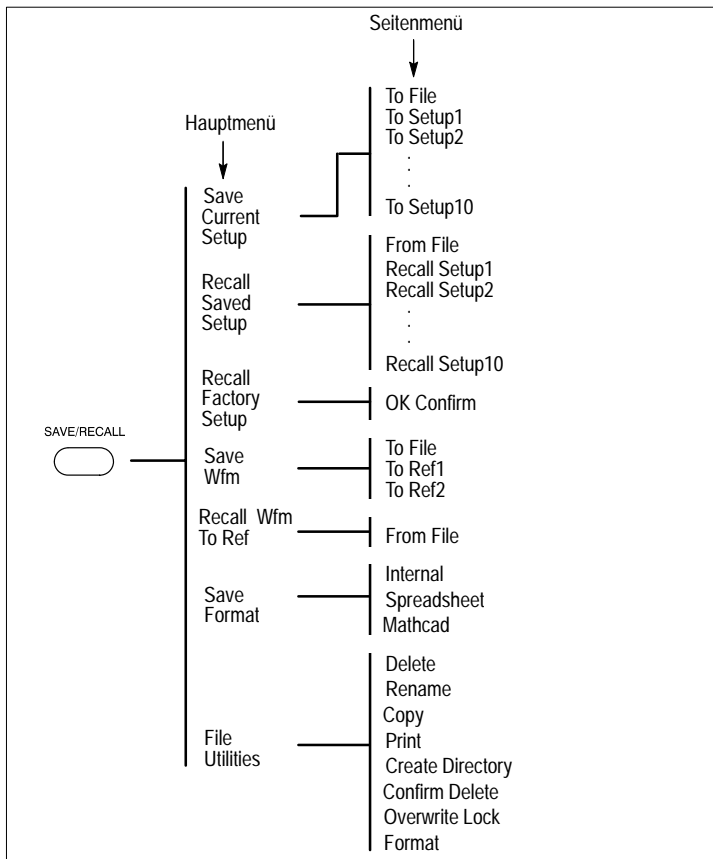 Seitenmenü
Hauptmenü
To File
To Setup1
To Setup2
.
.
.
To Setup10
Save
Current
Setup
From File
Recall Setup1
Recall Setup2
.
.
.
Recall Setup10
Recall
Saved
Setup
Recall
Factory
Setup
OK Confirm
SAVE/RECALL
Save
Wfm
To File
To Ref1
To Ref2
Recall Wfm
To Ref
From File
Save
Format
Internal
Spreadsheet
Mathcad
File
Utilities
Delete
Rename
Copy
Print
Create Directory
Confirm Delete
Overwrite Lock
Format